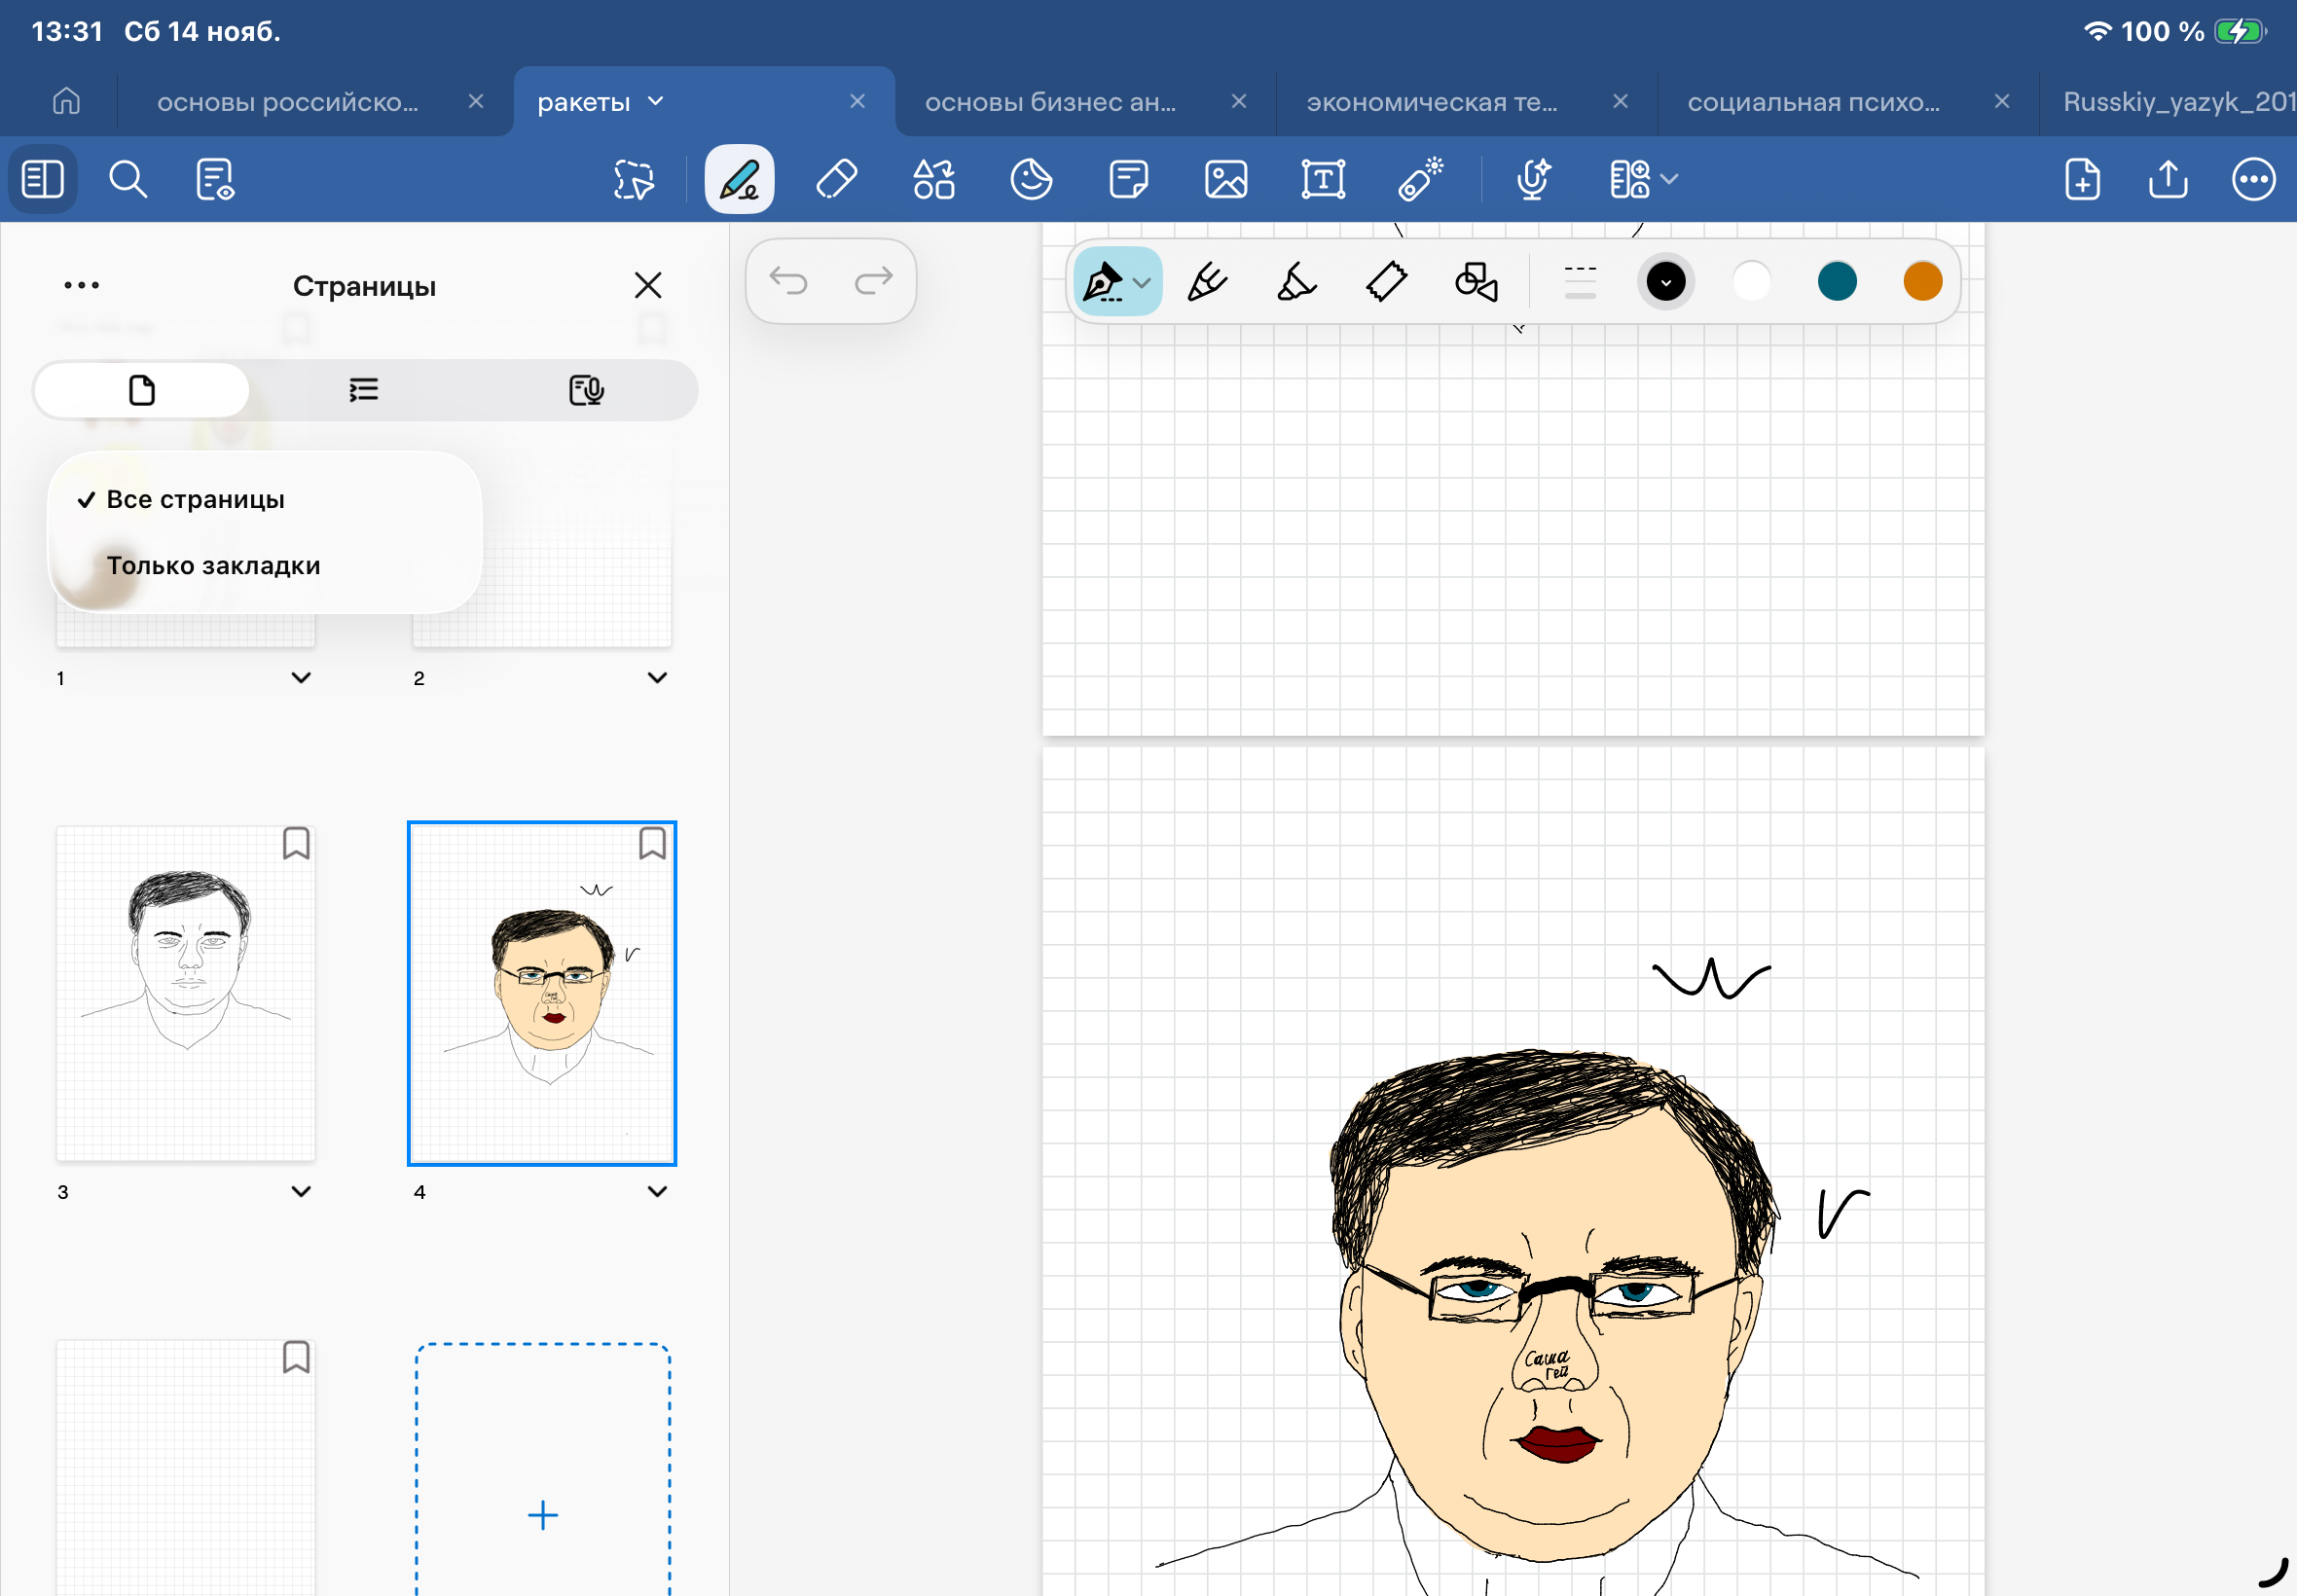 13:31 Сб 14 нояб.
100 %
основы российско...
ракеты
основы бизнес ан...
экономическая те...
социальная психо...
Russkiy_yazyk_201
Страницы
Все страницы
Только закладки
1
2
3
4
Саша
гей